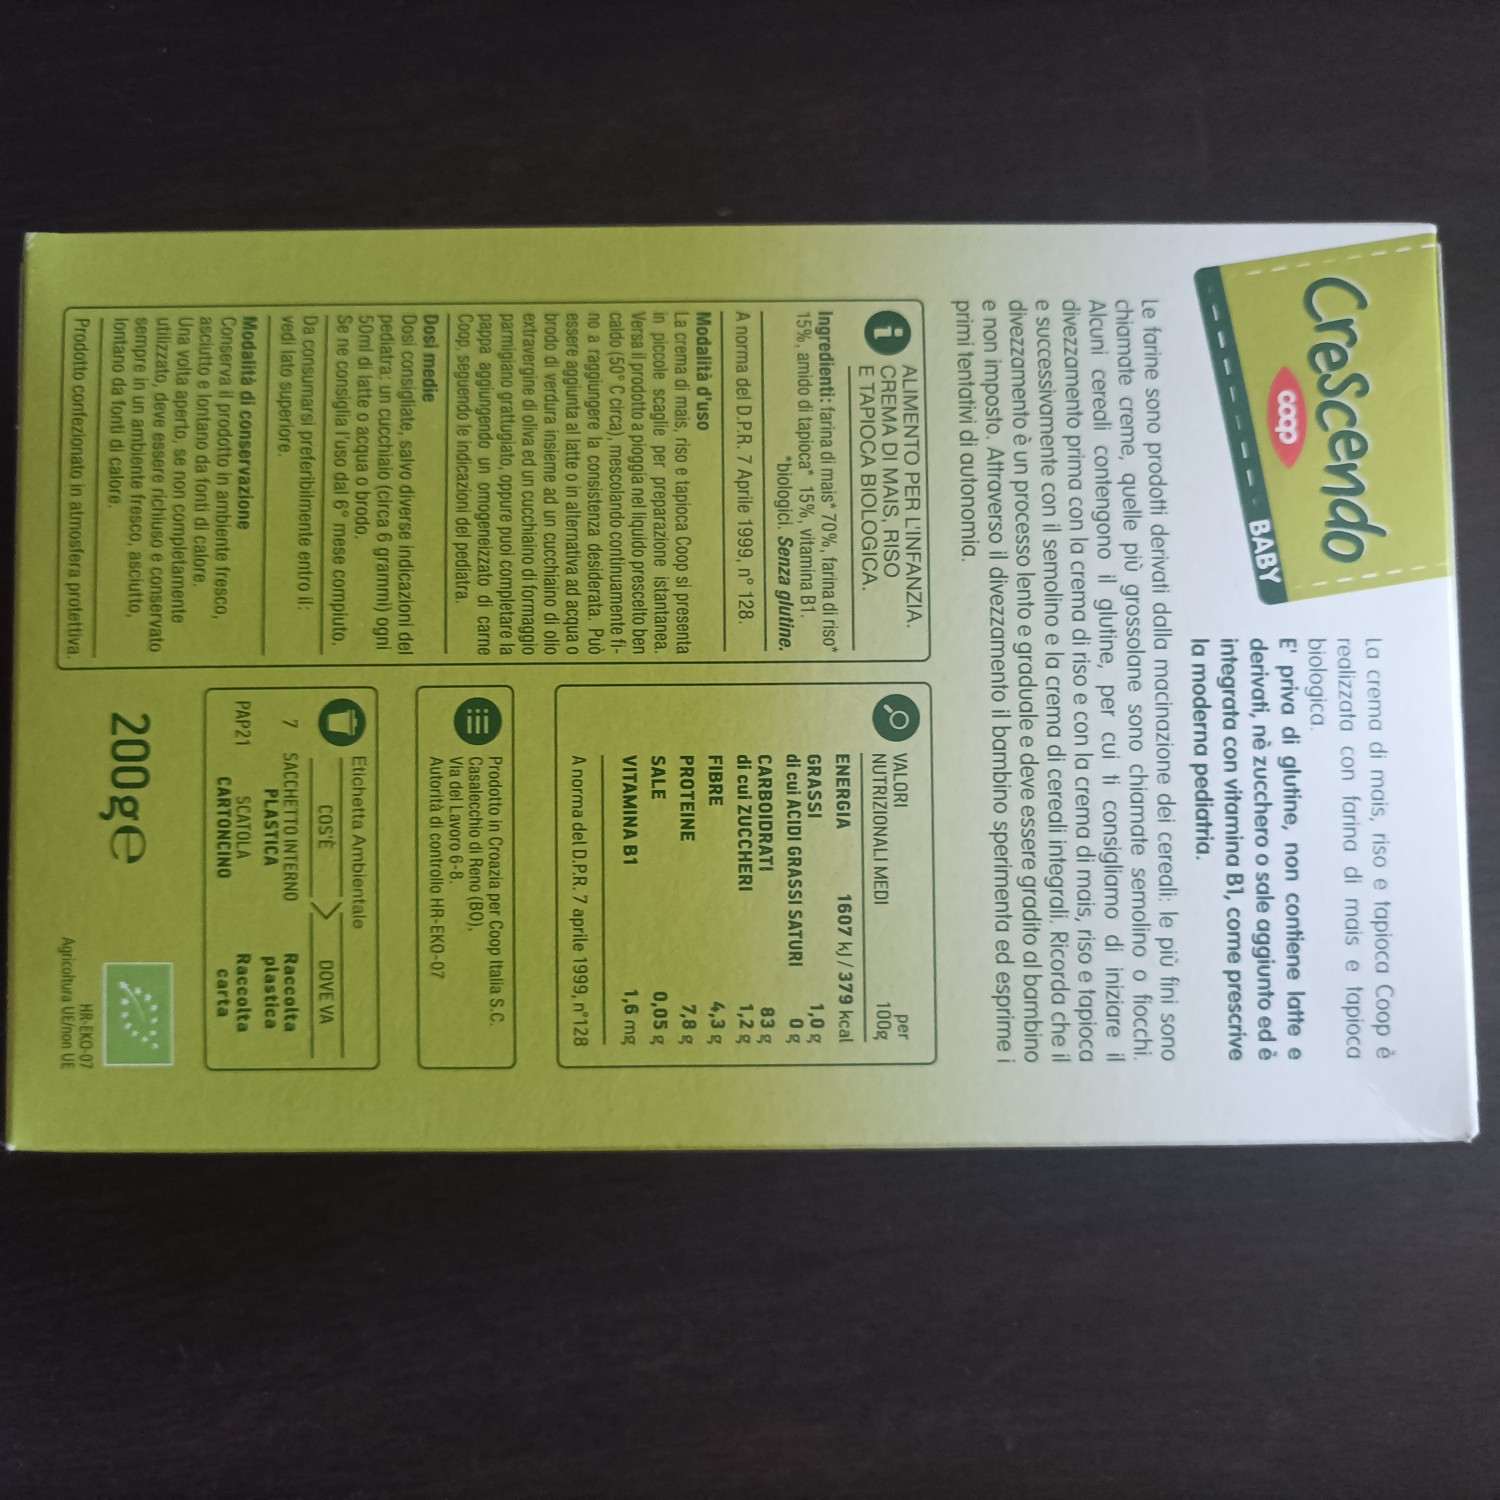 CreScendo
coop
BABY
La crema di mais, riso e tapioca Coop è
realizzata con farina di mais e tapioca
biologica.
E' priva di glutine, non contiene latte e
derivati, nè zucchero o sale aggiunto ed è
integrata con vitamina B1, come prescrive
la moderna pediatria.
Le farine sono prodotti derivati dalla macinazione dei cereali: le più fini sono
chiamate creme, quelle più grossolane sono chiamate semolino o fiocchi.
Alcuni cereali contengono il glutine, per cui ti consigliamo di iniziare il
divezzamento prima con la crema di riso e con la crema di mais, riso e tapioca
e successivamente con il semolino e la crema di cereali integrali. Ricorda che il
divezzamento è un processo lento e graduale e deve essere gradito al bambino
e non imposto. Attraverso il divezzamento il bambino sperimenta ed esprime i
primi tentativi di autonomia.
ALIMENTO PER L'INFANZIA.
CREMA DI MAIS, RISO
E TAPIOCA BIOLOGICA.
Ingredienti: farina di mais* 70%, farina di riso*
15%, amido di tapioca* 15%, vitamina B1.
*biologici. Senza glutine.
A norma del D.P.R. 7 Aprile 1999, n° 128.
Modalità d'uso
La crema di mais, riso e tapioca Coop si presenta
in piccole scaglie per preparazione istantanea.
Versa il prodotto a pioggia nel liquido prescelto ben
caldo (50° C circa), mescolando continuamente fi-
no a raggiungere la consistenza desiderata. Può
essere aggiunta al latte o in alternativa ad acqua o
brodo di verdura insieme ad un cucchiaino di olio
extravergine di oliva ed un cucchiaino di formaggio
parmigiano grattugiato, oppure puoi completare la
pappa aggiungendo un omogeneizzato di carne
Coop, seguendo le indicazioni del pediatra.
Dosi medie
Dosi consigliate, salvo diverse indicazioni del
pediatra: un cucchiaio (circa 6 grammi) ogni
50ml di latte o acqua o brodo.
Se ne consiglia l'uso dal 6° mese compiuto.
Da consumarsi preferibilmente entro il:
vedi lato superiore.
Modalità di conservazione
Conserva il prodotto in ambiente fresco,
asciutto e lontano da fonti di calore.
Una volta aperto, se non completamente
utilizzato, deve essere richiuso e conservato
sempre in un ambiente fresco, asciutto,
lontano da fonti di calore.
Prodotto confezionato in atmosfera protettiva.
VALORI
NUTRIZIONALI MEDI
per
100g
ENERGIA 1607 kJ / 379 kcal
GRASSI 1,0 g
di cui ACIDI GRASSI SATURI 0 g
CARBOIDRATI 83 g
di cui ZUCCHERI 1,2 g
FIBRE 4,3 g
PROTEINE 7,8 g
SALE 0,05 g
VITAMINA B1 1,6 mg
A norma del D.P.R. 7 aprile 1999, n°128
Prodotto in Croazia per Coop Italia S.C.
Casalecchio di Reno (BO),
Via del Lavoro 6-8.
Autorità di controllo HR-EKO-07
Etichetta Ambientale
COS'È DOVE VA
7 SACCHETTO INTERNO Raccolta
PLASTICA plastica
PAP21 SCATOLA Raccolta
CARTONCINO carta
200g e
HR-EKO-07
Agricoltura UE/non UE